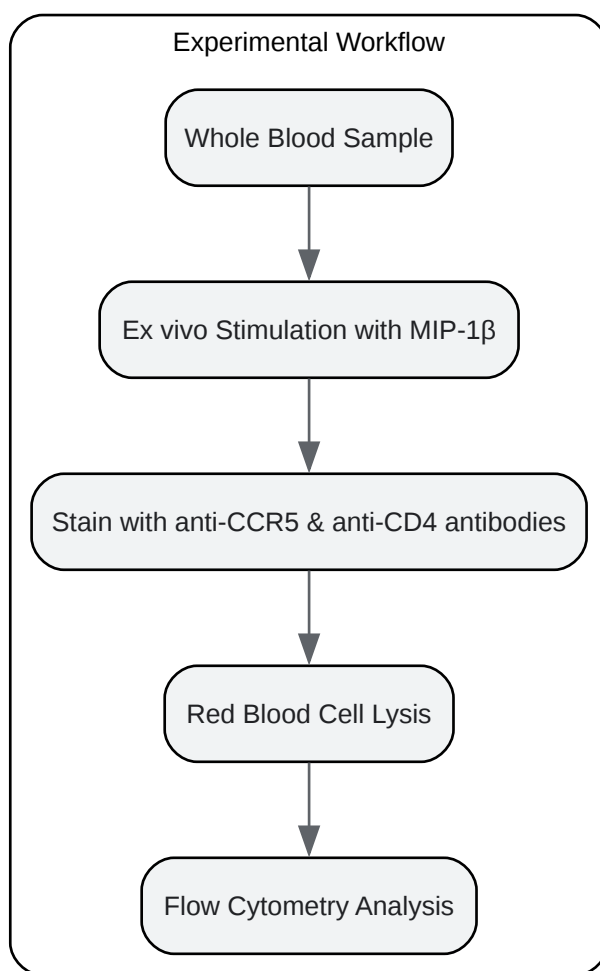 Experimental Workflow
Whole Blood Sample
Ex vivo Stimulation with MIP-1β
Stain with anti-CCR5 & anti-CD4 antibodies
Red Blood Cell Lysis
Flow Cytometry Analysis